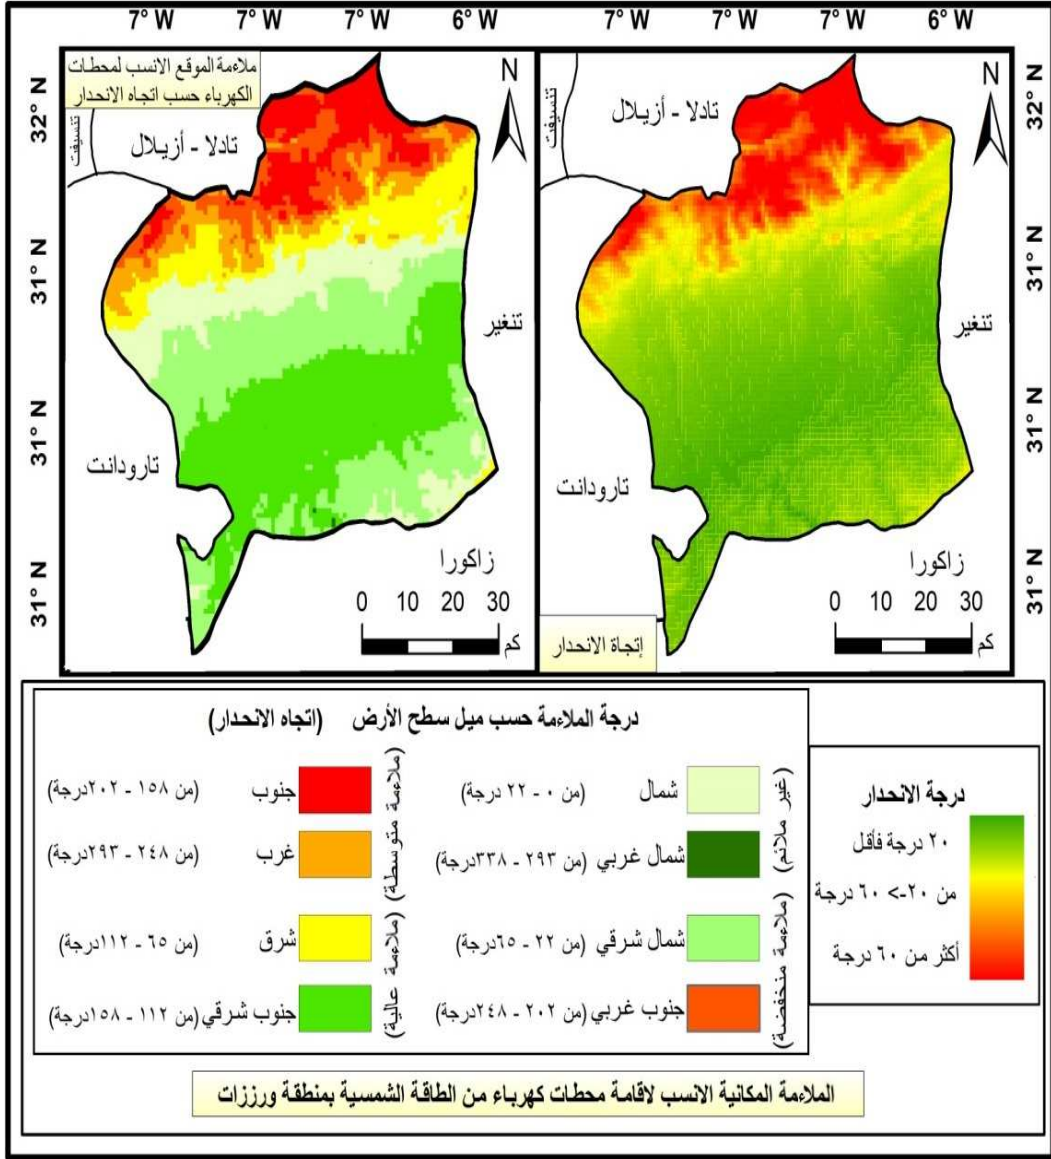 7° W 7° W 7° W 6° W 7° W 7° W 7° W 6° W
ملاءمة الموقع الانسب لمحطات
الكهرباء حسب اتجاه الانحدار
N
32° N
تنسيفت
تادلا - أزيلال
31° N
تنغير
31° N
تارودانت
زاكورا
31° N
0 10 20 30
كم
N
32° N
تنسيفت
تادلا - أزيلال
31° N
تنغير
31° N
تارودانت
زاكورا
31° N
0 10 20 30
كم
إتجاة الانحدار
درجة الملاءمة حسب ميل سطح الأرض (اتجاه الانحدار)
(غير ملائم)
شمال (من ٠ - ٢٢ درجة)
شمال غربي (من ٢٩٣ - ٣٣٨درجة)
(ملاءمة منخفضة)
شمال شرقي (من ٢٢ - ٦٥درجة)
جنوب غربي (من ٢٠٢ - ٢٤٨درجة)
(ملاءمة متوسطة)
جنوب (من ١٥٨ - ٢٠٢درجة)
غرب (من ٢٤٨ - ٢٩٣درجة)
(ملاءمة عالية)
شرق (من ٦٥ - ١١٢درجة)
جنوب شرقي (من ١١٢ - ١٥٨درجة)
درجة الانحدار
٢٠ درجة فأقل
من ٢٠-> ٦٠ درجة
أكثر من ٦٠ درجة
الملاءمة المكانية الانسب لاقامة محطات كهرباء من الطاقة الشمسية بمنطقة ورززات